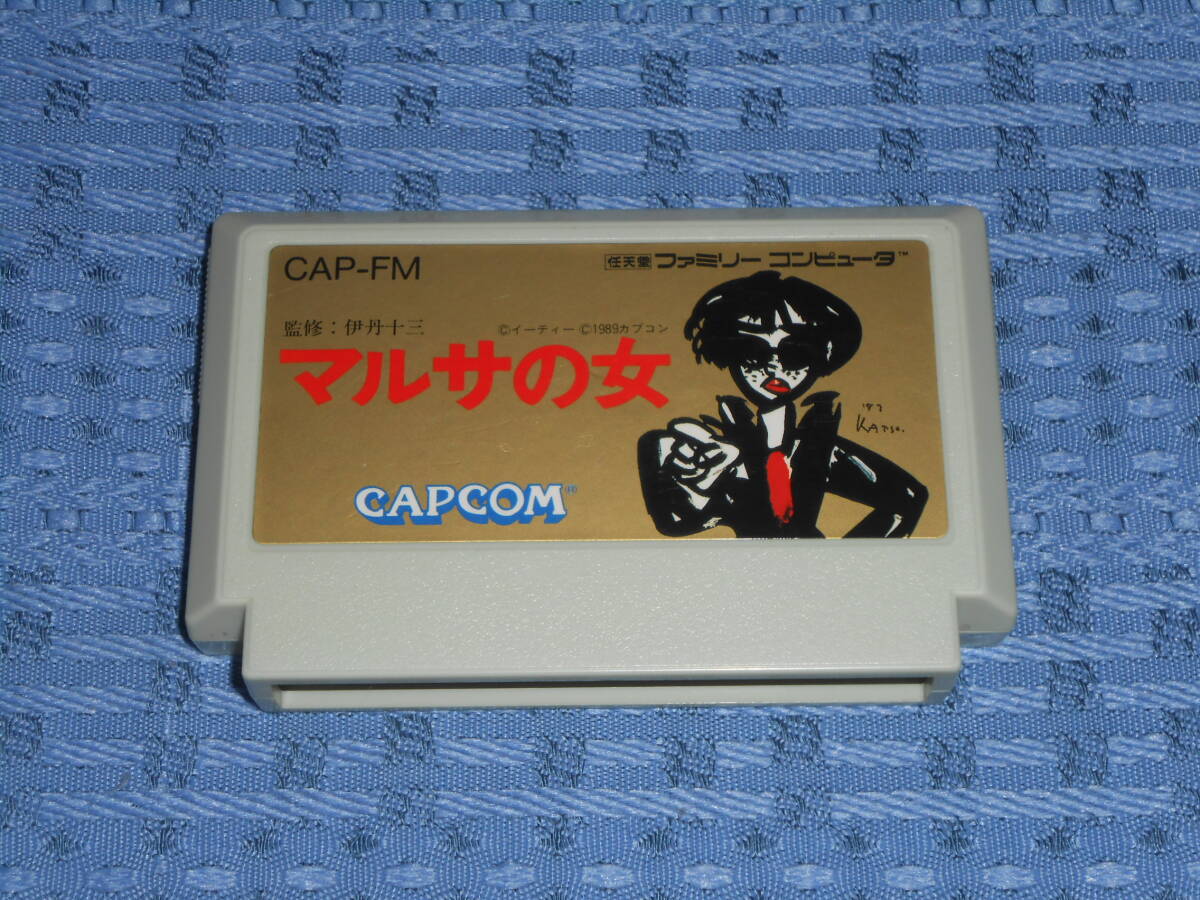 CAP-FM
任天堂 ファミリー コンピュータ™
監修：伊丹十三
©イーティー ©1989カプコン
マルサの女
'87
KATSU.
CAPCOM®